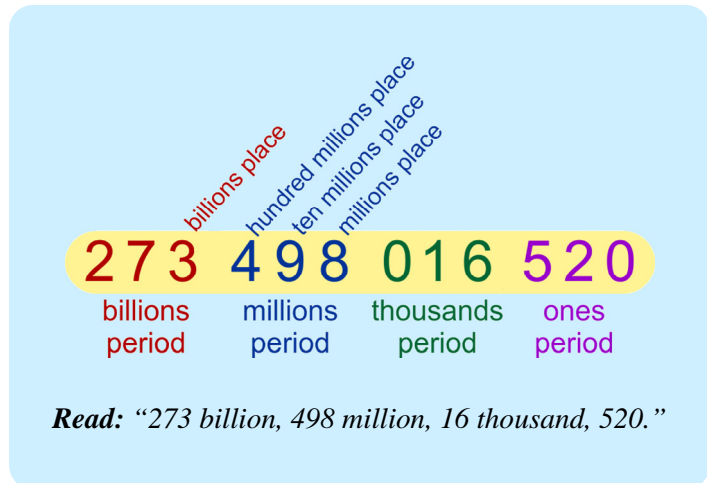 billions place
hundred millions place
ten millions place
millions place
273 498 016 520
billions period
millions period
thousands period
ones period
Read: “273 billion, 498 million, 16 thousand, 520.”